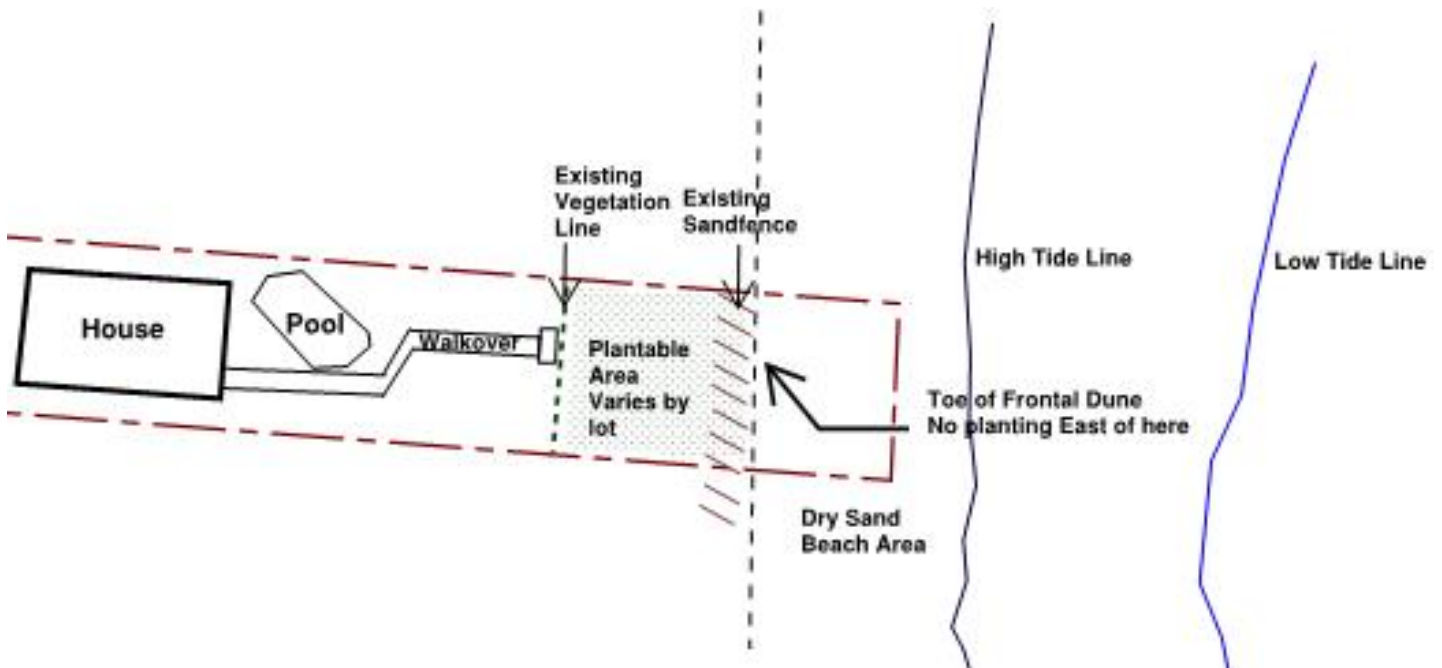 Existing
Vegetation
Line
Existing
Sandfence
High Tide Line
Low Tide Line
House
Pool
Walkover
Plantable
Area
Varies by
lot
Toe of Frontal Dune
No planting East of here
Dry Sand
Beach Area